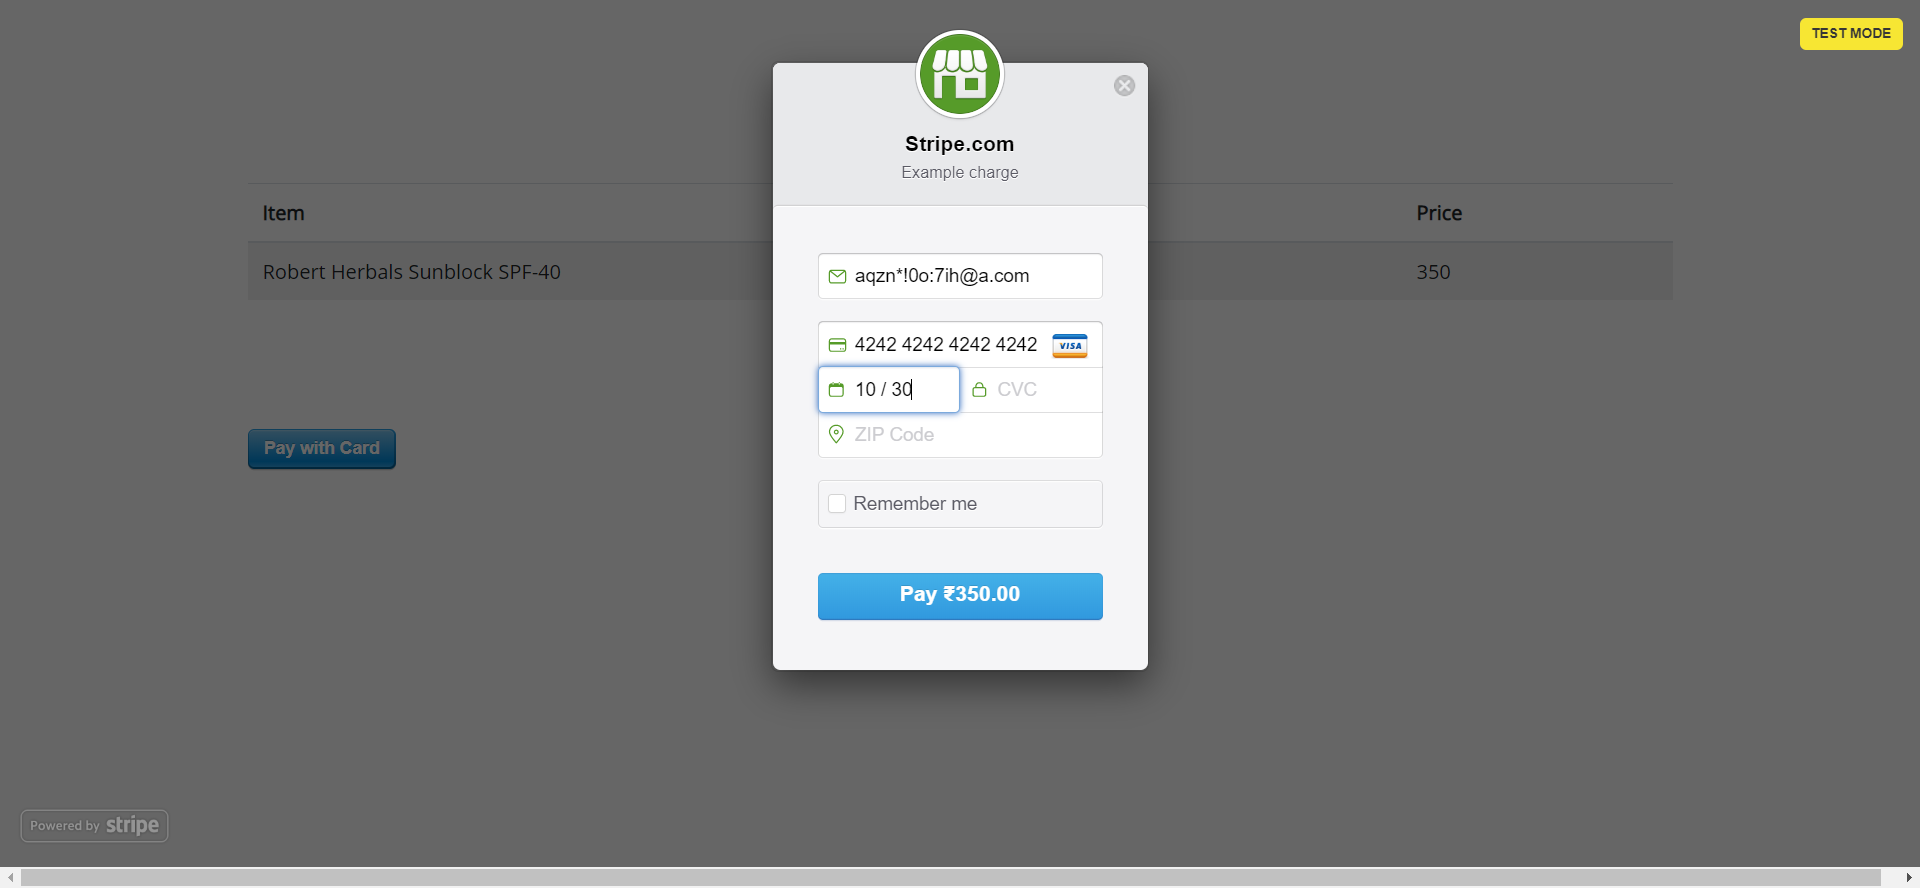 TEST MODE
Stripe.com
Example charge
Item Price
Robert Herbals Sunblock SPF-40 350
aqzn*!0o:7ih@a.com
4242 4242 4242 4242 VISA
10 / 30 CVC
ZIP Code
Pay with Card
Remember me
Pay ₹350.00
Powered by stripe